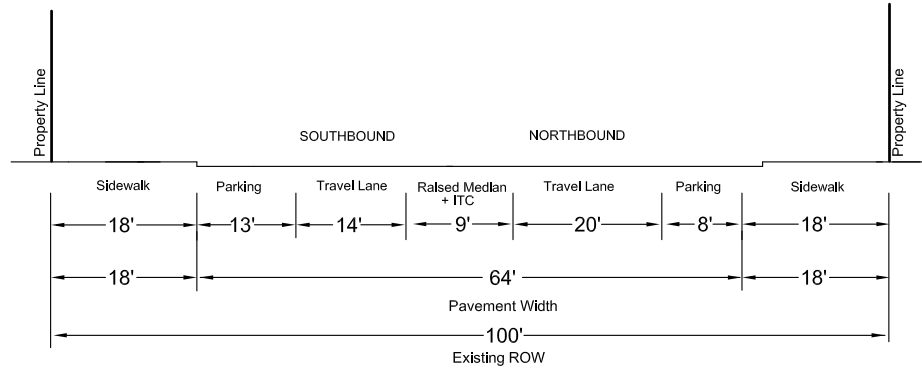 Property Line
Property Line
SOUTHBOUND NORTHBOUND
Sidewalk Parking Travel Lane Raised Median Travel Lane Parking Sidewalk
+ ITC
18' 13' 14' 9' 20' 8' 18'
18' 64' 18'
Pavement Width
100'
Existing ROW